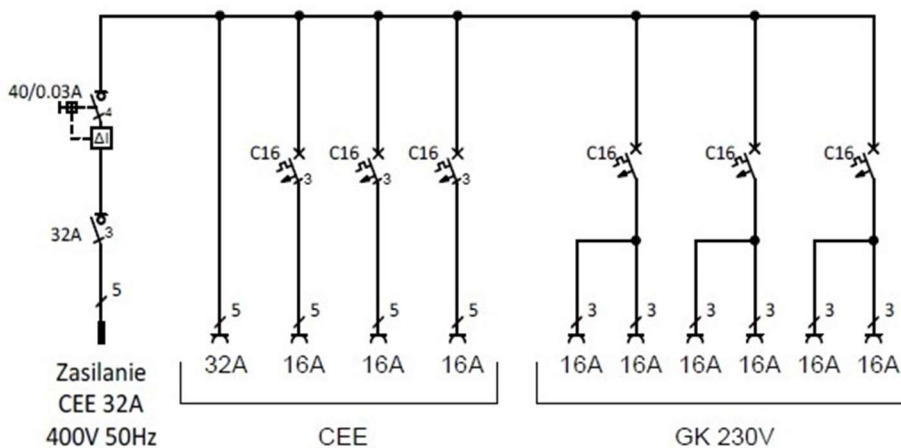 40/0.03A
4
ΔI
32A
3
5
Zasilanie
CEE 32A
400V 50Hz
C16 C16 C16
3 3 3
5 5 5 5
32A 16A 16A 16A
CEE
C16 C16 C16
3 3 3 3 3 3
16A 16A 16A 16A 16A 16A
GK 230V